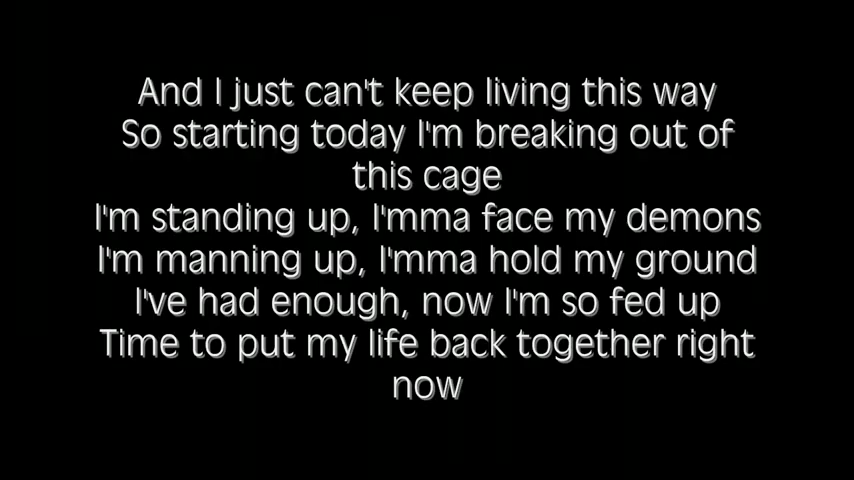 And I just can't keep living this way
So starting today I'm breaking out of
this cage
I'm standing up, I'mma face my demons
I'm manning up, I'mma hold my ground
I've had enough, now I'm so fed up
Time to put my life back together right
now